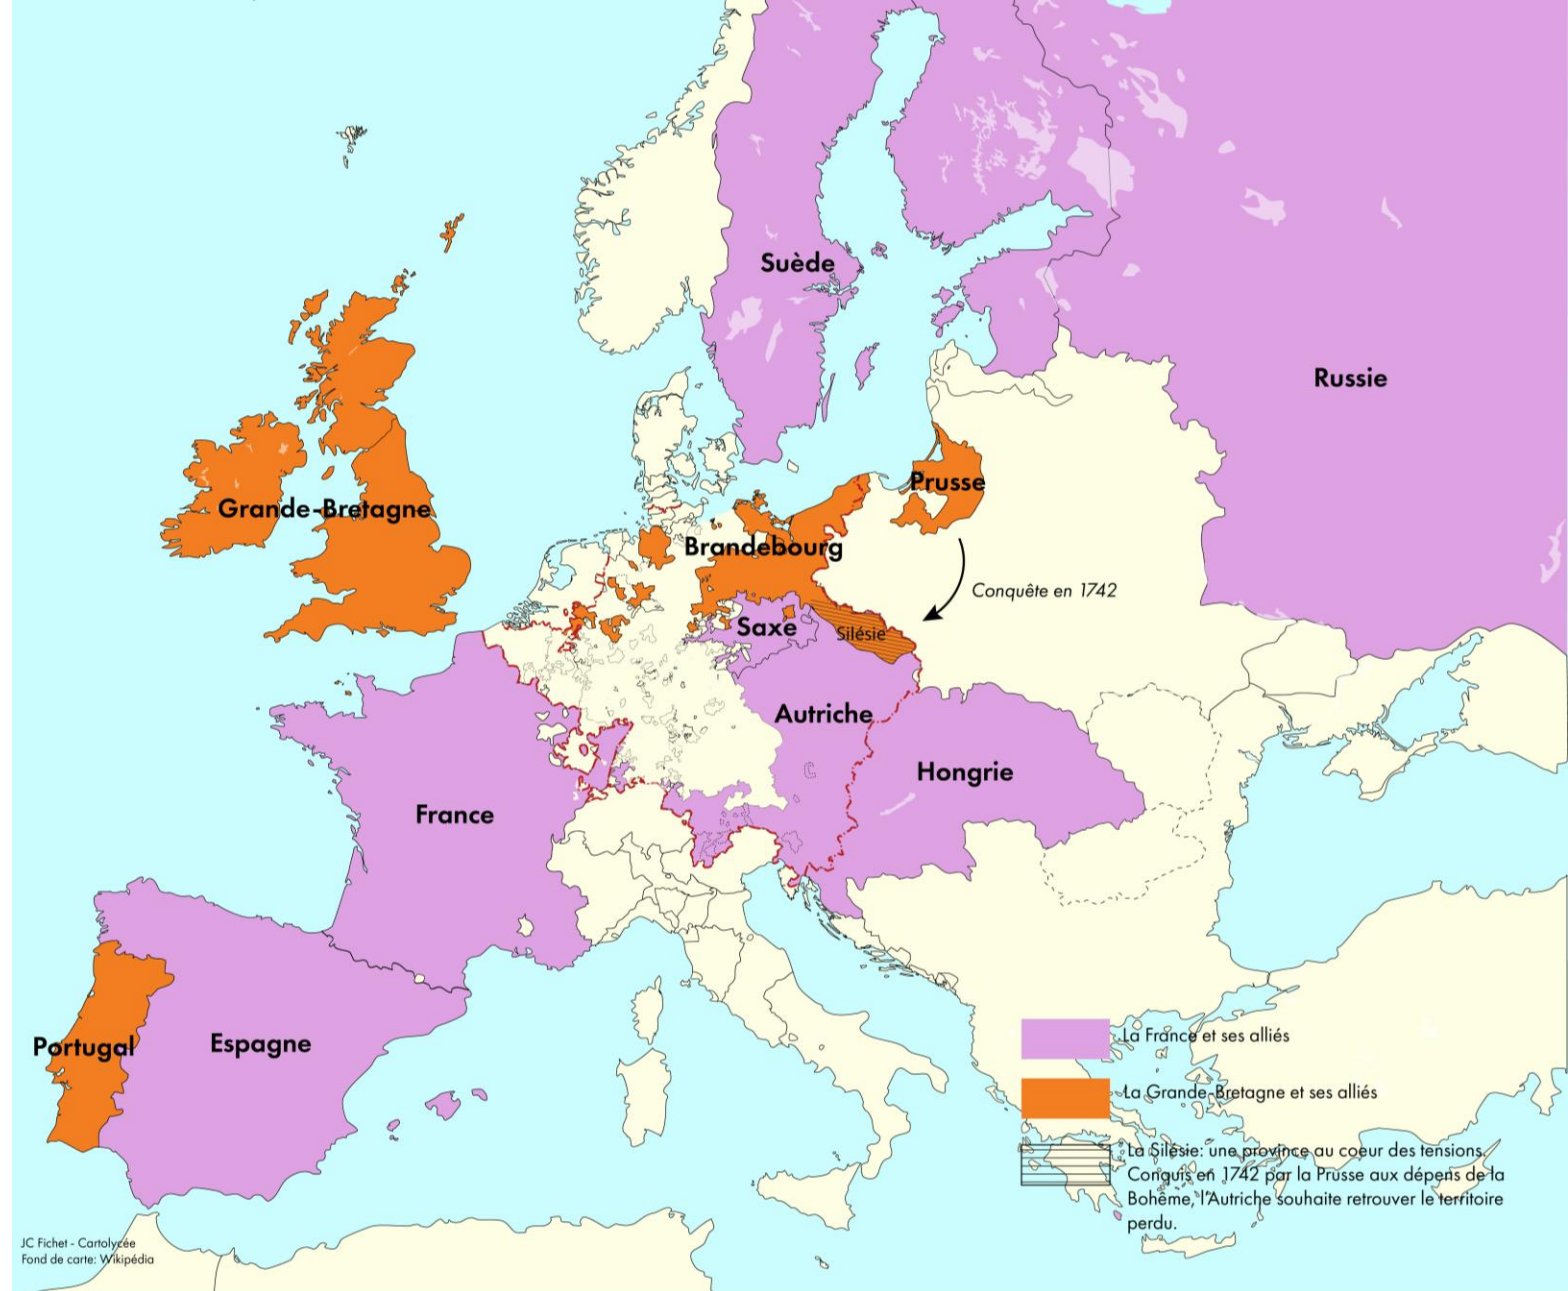 Suède
Russie
Grande-Bretagne
Prusse
Brandebourg
Conquête en 1742
Saxe
Silésie
Autriche
Hongrie
France
Portugal
Espagne
La France et ses alliés
La Grande-Bretagne et ses alliés
La Silésie: une province au coeur des tensions.
Conquis en 1742 par la Prusse aux dépens de la
Bohême, l'Autriche souhaite retrouver le territoire
perdu.
JC Fichet - Cartolycée
Fond de carte: Wikipédia